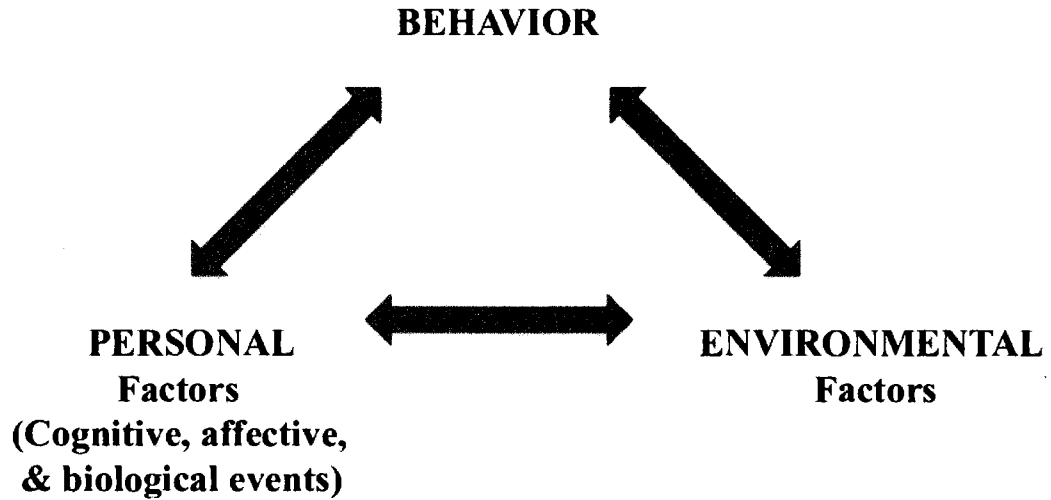 BEHAVIOR
PERSONAL
Factors
(Cognitive, affective,
& biological events)
ENVIRONMENTAL
Factors